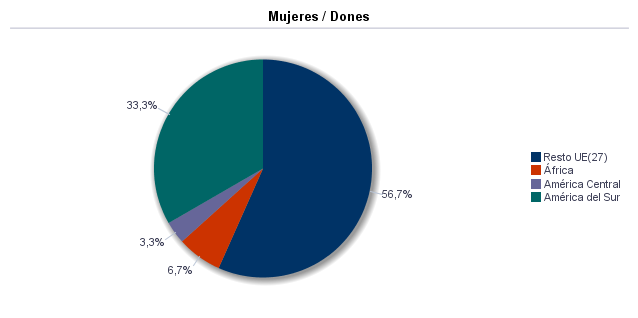 Mujeres / Dones
33,3%
56,7%
3,3%
6,7%
Resto UE(27)
África
América Central
América del Sur